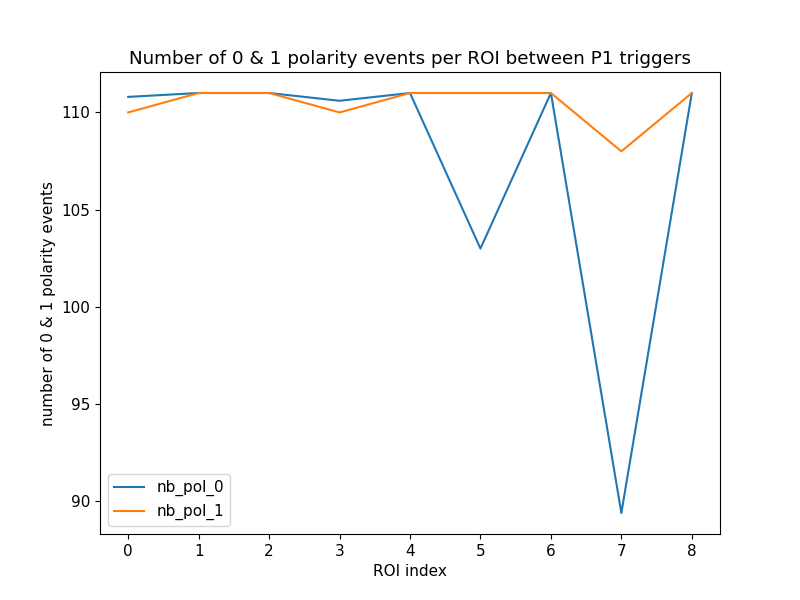 Number of 0 & 1 polarity events per ROI between P1 triggers
number of 0 & 1 polarity events
110
105
100
95
90
nb_pol_0
nb_pol_1
0 1 2 3 4 5 6 7 8
ROI index